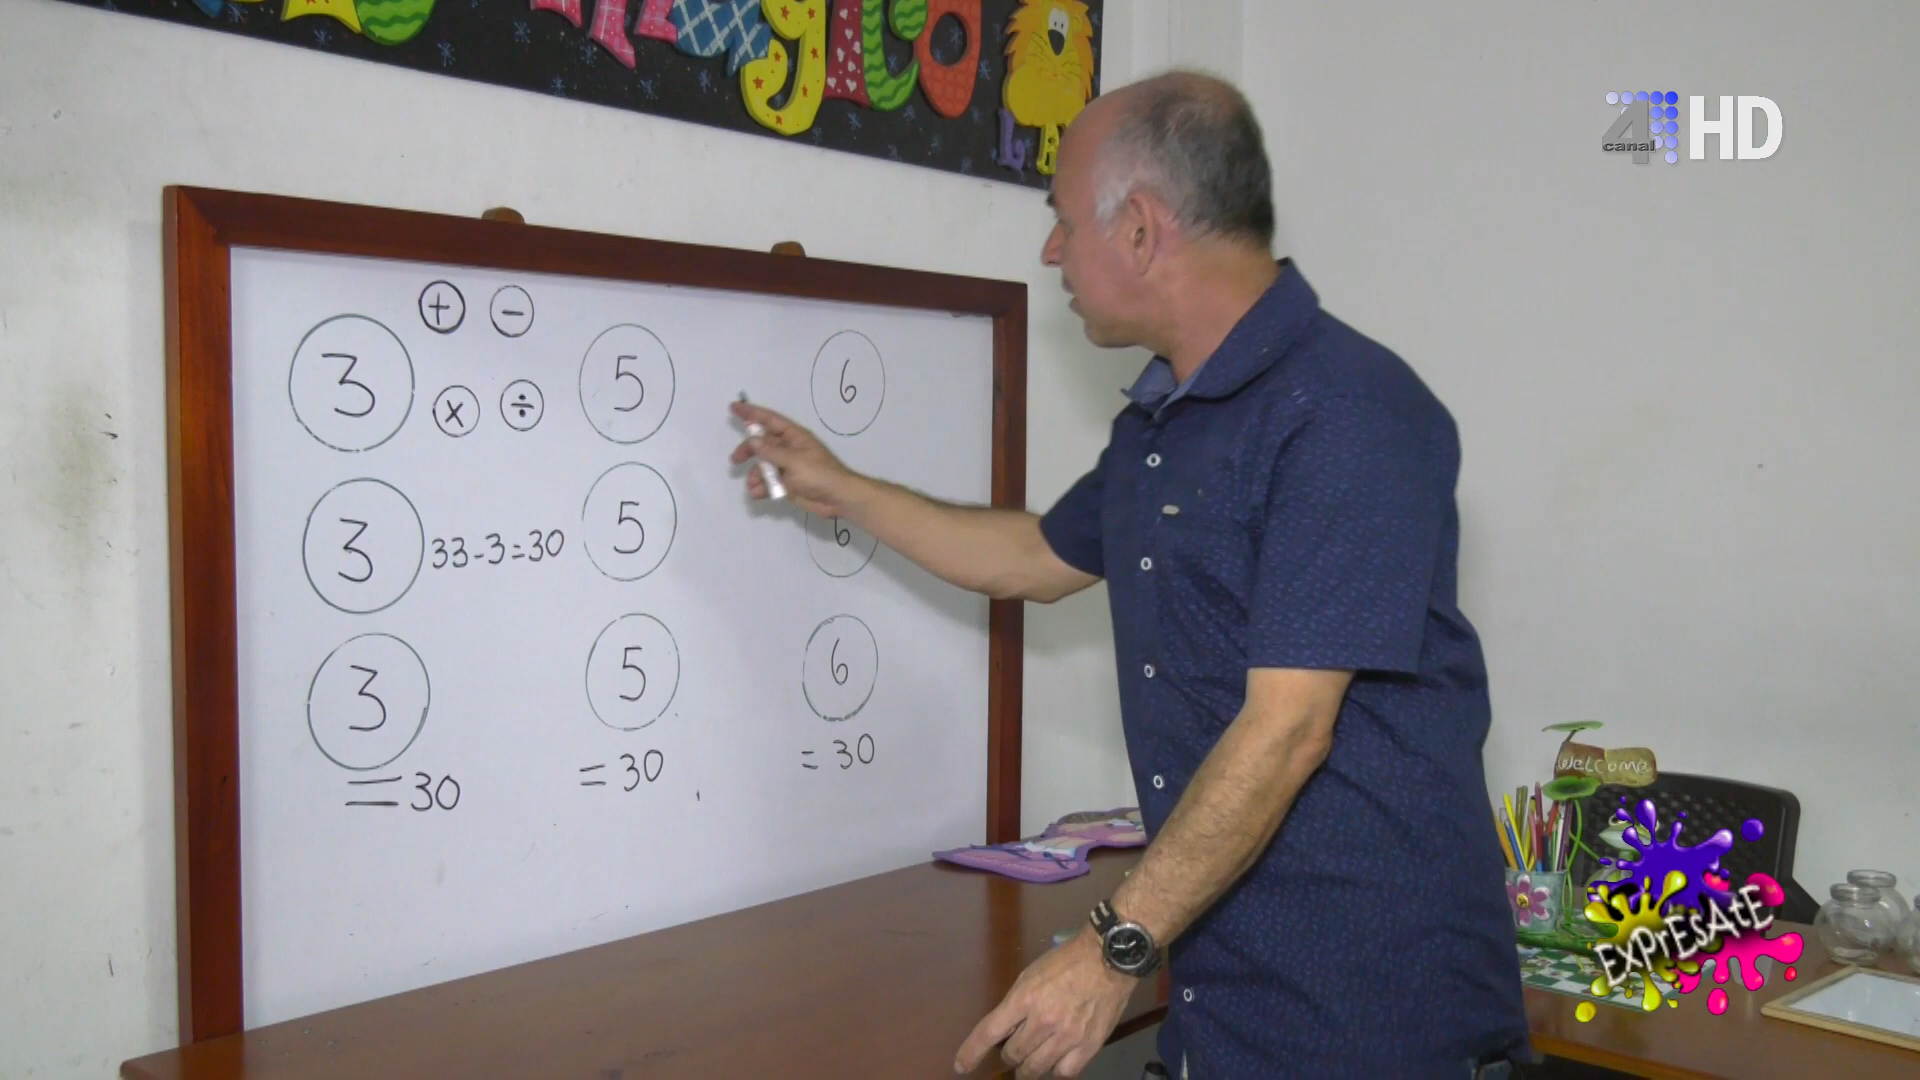 4 HD
canal
+ -
3 5 6
x ÷
3 33-3=30 5 6
3 5 6
=30 =30 =30
WELCOME
ExPrEsAtE